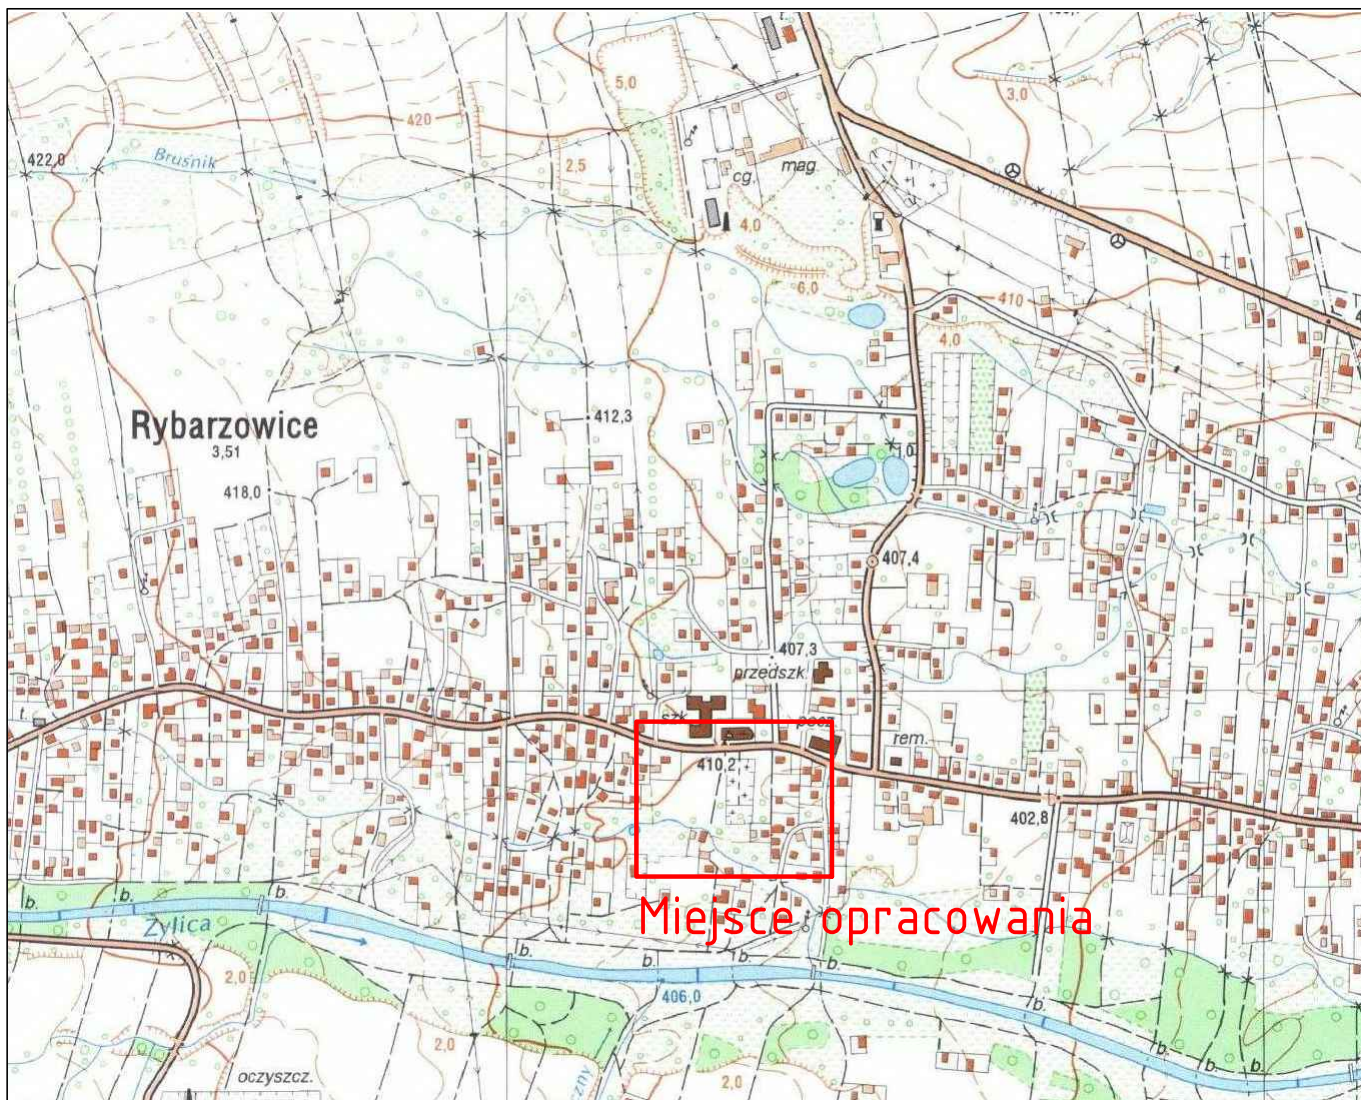 t.
5,0
3,0
420
422,0
Bruśnik
2,5
mag.
cg.
4,0
6,0
410
4,0
Rybarzowice
3,51
412,3
418,0
1,0
407,4
407,3
przedszk.
szk.
pocz.
rem.
t.
410,2
402,8
b.
b.
b.
Żylica
Miejsce opracowania
b.
b.
b.
b.
2,0
406,0
b.
2,0
b.
b.
b.
oczyszcz.
2,0